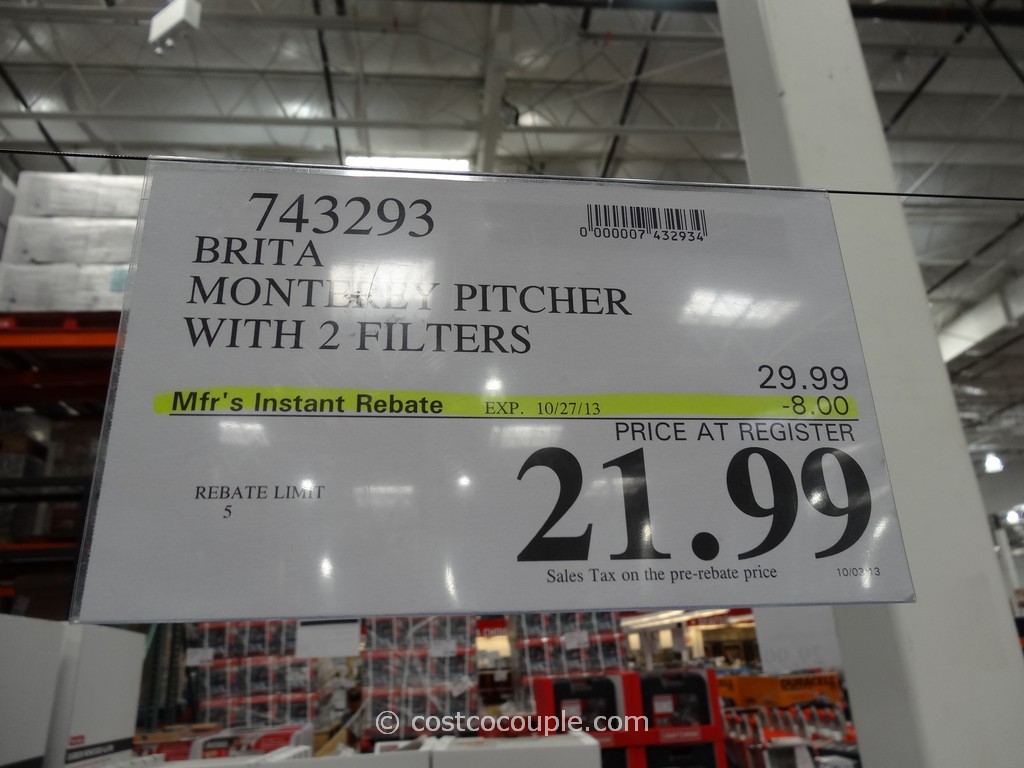 743293
0 000007 432934
BRITA
MONTEREY PITCHER
WITH 2 FILTERS
29.99
Mfr's Instant Rebate EXP. 10/27/13 -8.00
PRICE AT REGISTER
21.99
REBATE LIMIT
5
Sales Tax on the pre-rebate price
10/03/13
DURACELL
© costcocouple.com